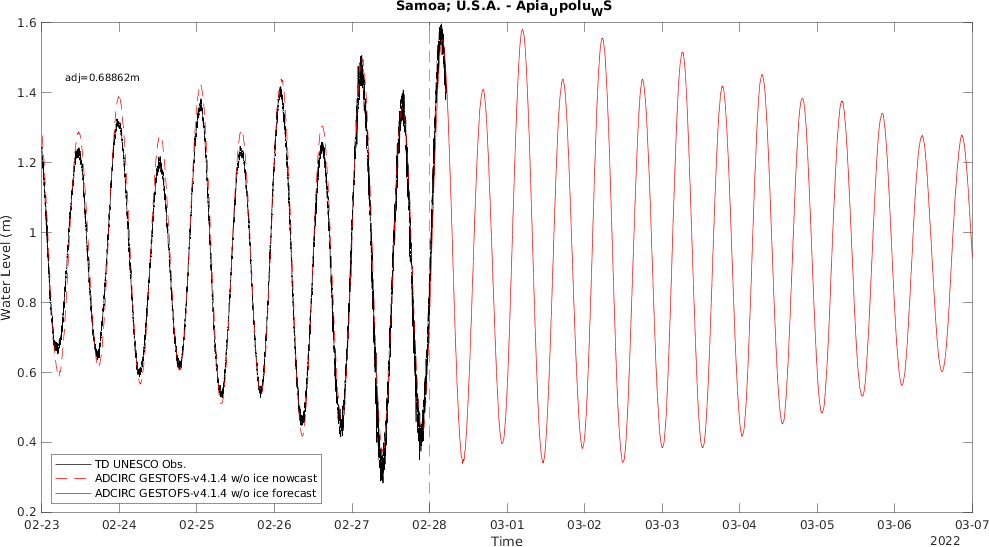 Samoa; U.S.A. - ApiaUpoluWS
adj=0.68862m
1.6
1.4
1.2
1
0.8
0.6
0.4
0.2
Water Level (m)
TD UNESCO Obs.
ADCIRC GESTOFS-v4.1.4 w/o ice nowcast
ADCIRC GESTOFS-v4.1.4 w/o ice forecast
02-23 02-24 02-25 02-26 02-27 02-28 03-01 03-02 03-03 03-04 03-05 03-06 03-07
Time
2022